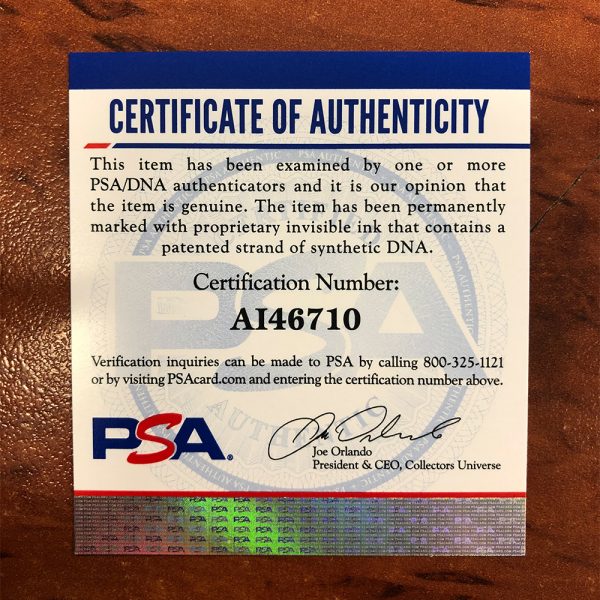 CERTIFICATE OF AUTHENTICITY
This item has been examined by one or more
PSA/DNA authenticators and it is our opinion that
the item is genuine. The item has been permanently
marked with proprietary invisible ink that contains a
patented strand of synthetic DNA.
Certification Number:
AI46710
Verification inquiries can be made to PSA by calling 800-325-1121
or by visiting PSAcard.com and entering the certification number above.
PSA®
Joe Orlando
President & CEO, Collectors Universe
PSA
AUTHENTIC